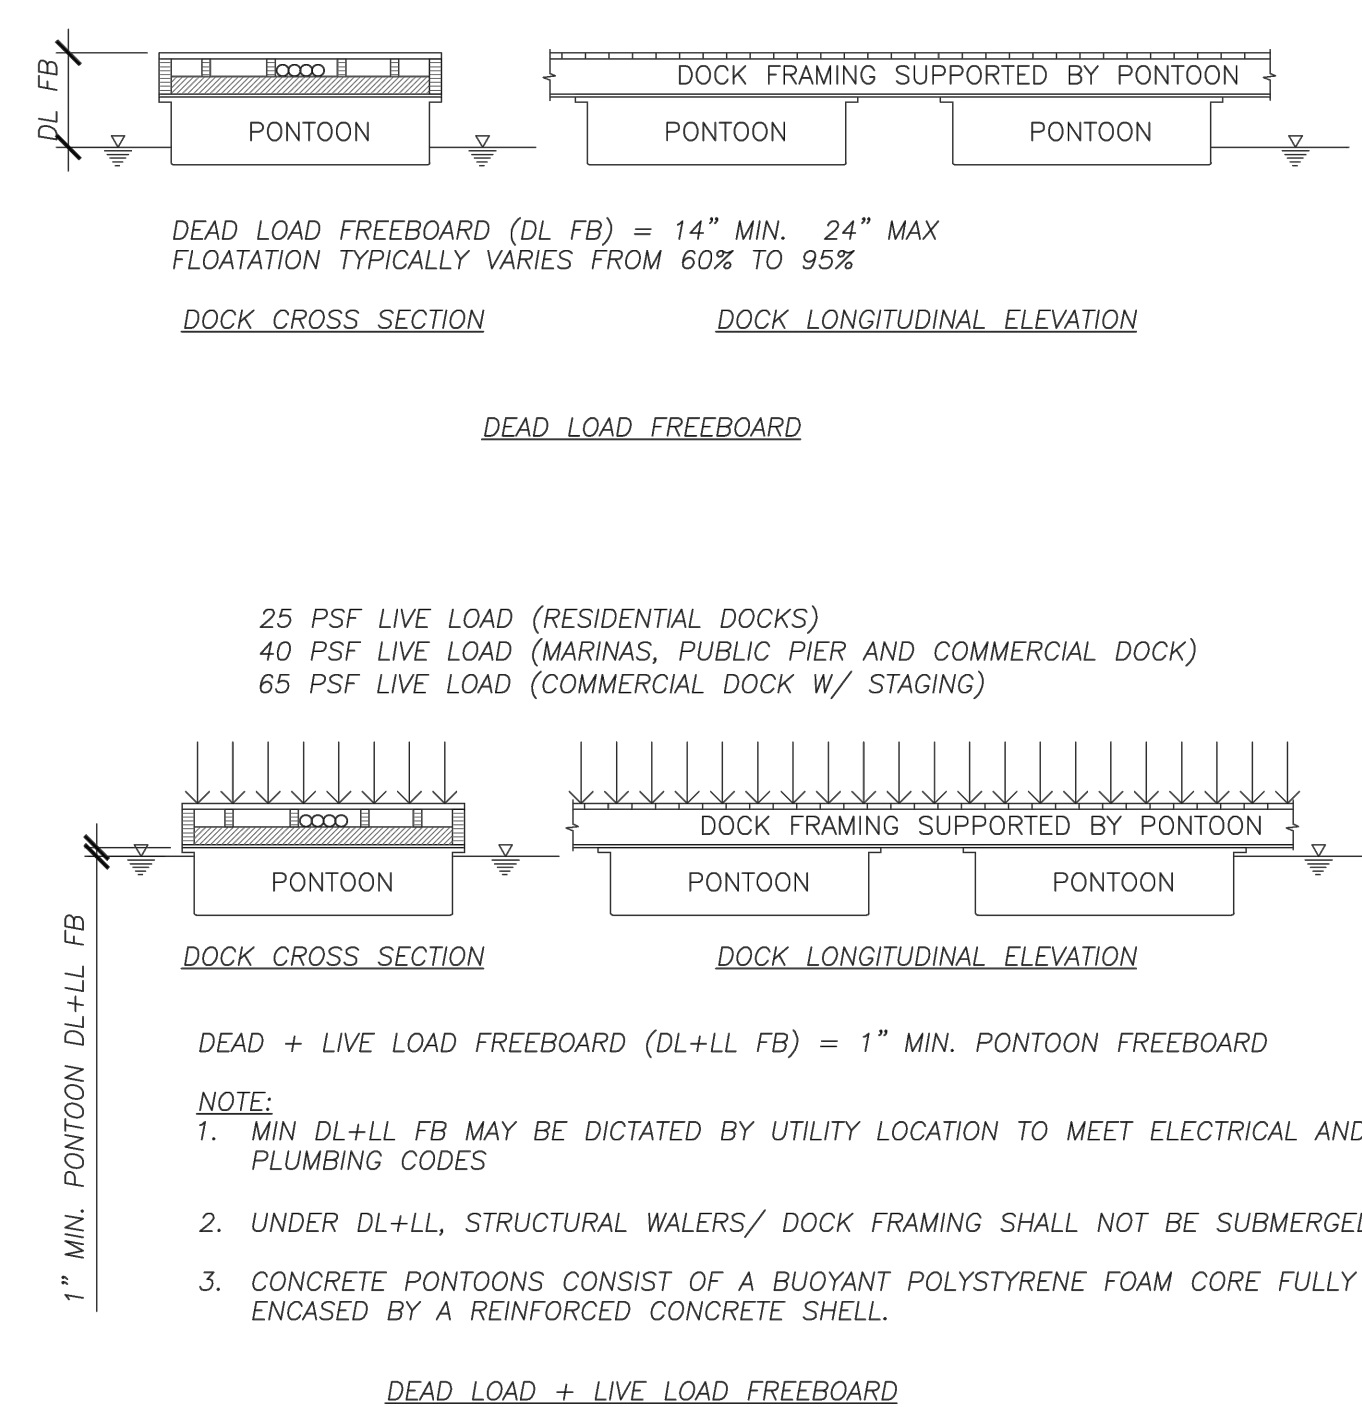 DL FB
DOCK FRAMING SUPPORTED BY PONTOON
PONTOON
PONTOON
PONTOON
DEAD LOAD FREEBOARD (DL FB) = 14” MIN. 24” MAX
FLOATATION TYPICALLY VARIES FROM 60% TO 95%
DOCK CROSS SECTION
DOCK LONGITUDINAL ELEVATION
DEAD LOAD FREEBOARD
25 PSF LIVE LOAD (RESIDENTIAL DOCKS)
40 PSF LIVE LOAD (MARINAS, PUBLIC PIER AND COMMERCIAL DOCK)
65 PSF LIVE LOAD (COMMERCIAL DOCK W/ STAGING)
DOCK FRAMING SUPPORTED BY PONTOON
PONTOON
PONTOON
PONTOON
DOCK CROSS SECTION
DOCK LONGITUDINAL ELEVATION
1” MIN. PONTOON DL+LL FB
DEAD + LIVE LOAD FREEBOARD (DL+LL FB) = 1” MIN. PONTOON FREEBOARD
NOTE:
1. MIN DL+LL FB MAY BE DICTATED BY UTILITY LOCATION TO MEET ELECTRICAL AND
PLUMBING CODES
2. UNDER DL+LL, STRUCTURAL WALERS/ DOCK FRAMING SHALL NOT BE SUBMERGED
3. CONCRETE PONTOONS CONSIST OF A BUOYANT POLYSTYRENE FOAM CORE FULLY
ENCASED BY A REINFORCED CONCRETE SHELL.
DEAD LOAD + LIVE LOAD FREEBOARD